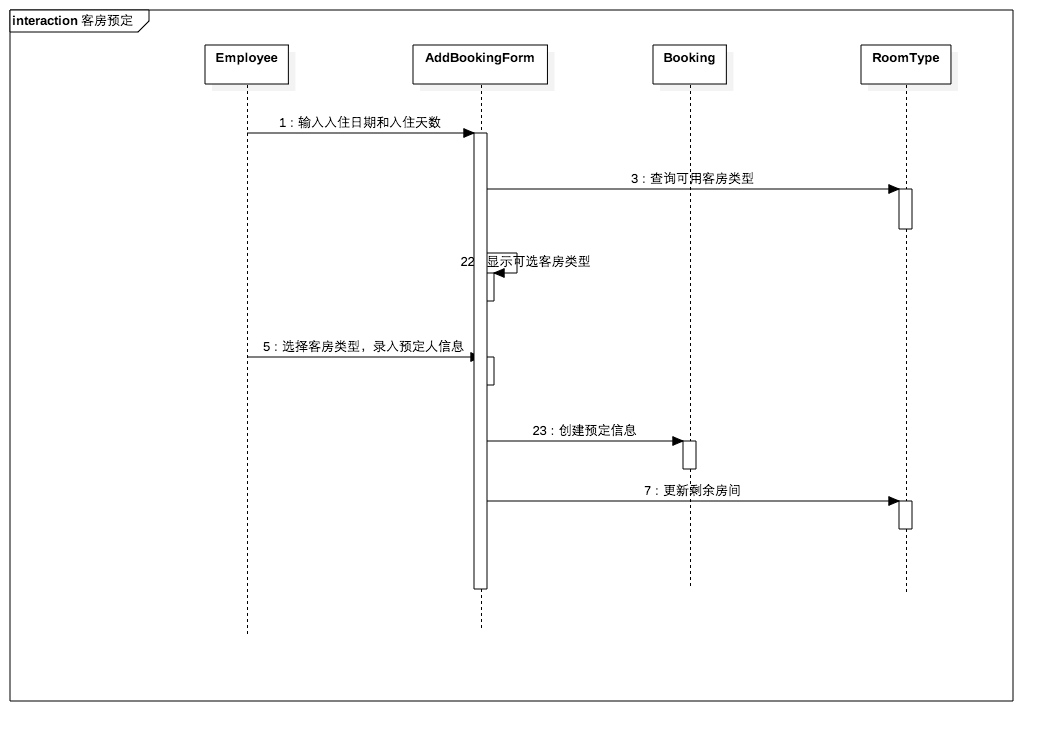 interaction 客房预定
Employee
AddBookingForm
Booking
RoomType
1 : 输入入住日期和入住天数
3 : 查询可用客房类型
22 显示可选客房类型
5 : 选择客房类型，录入预定人信息
23 : 创建预定信息
7 : 更新剩余房间